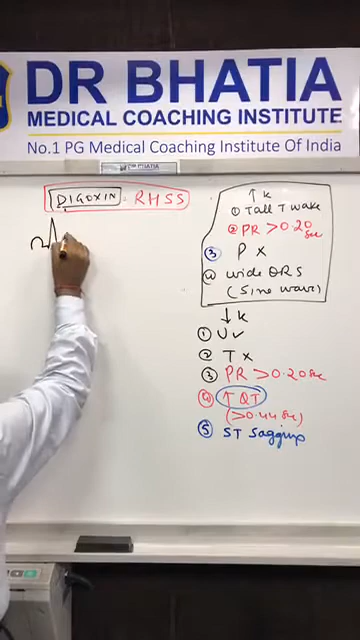 DR BHATIA
MEDICAL COACHING INSTITUTE
No.1 PG Medical Coaching Institute Of India
DR BHATIA
DIGOXIN - RHSS
↑ K
① Tall T wave
② PR > 0.20 sec
③ P X
④ wide QRS
(Sine wave)
↓ K
① U ✓
② T X
③ PR > 0.20 sec
④ ↑ QT
(> 0.44 sec)
⑤ ST sagging